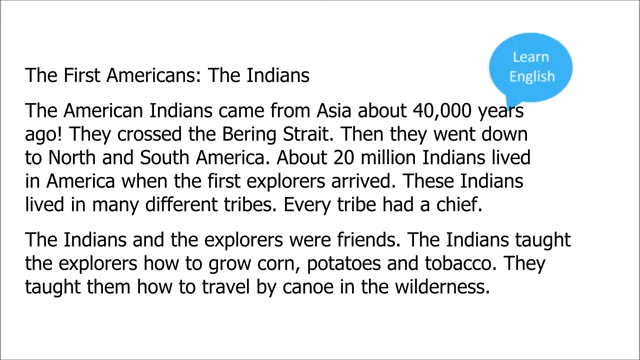 Learn
English
The First Americans: The Indians
The American Indians came from Asia about 40,000 years
ago! They crossed the Bering Strait. Then they went down
to North and South America. About 20 million Indians lived
in America when the first explorers arrived. These Indians
lived in many different tribes. Every tribe had a chief.
The Indians and the explorers were friends. The Indians taught
the explorers how to grow corn, potatoes and tobacco. They
taught them how to travel by canoe in the wilderness.